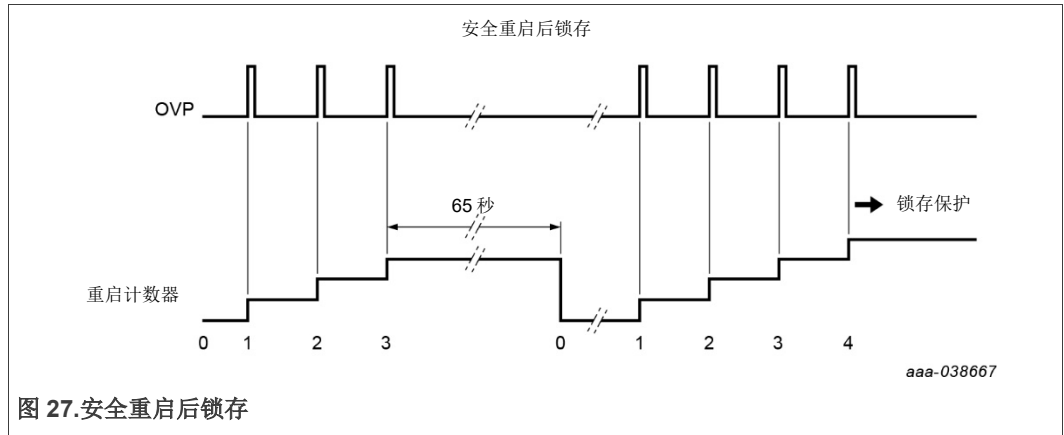 安全重启后锁存
OVP
65 秒
锁存保护
重启计数器
0 1 2 3 0 1 2 3 4
aaa-038667
图 27.安全重启后锁存